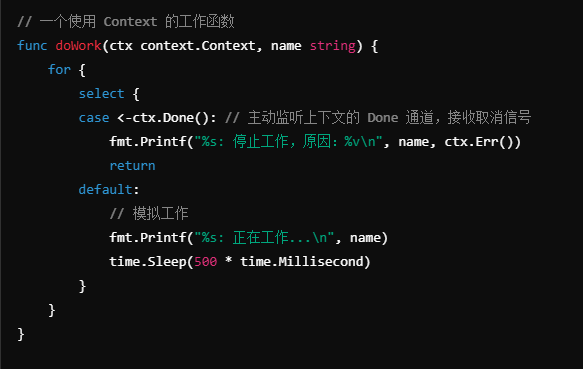 // 一个使用 Context 的工作函数
func doWork(ctx context.Context, name string) {
    for {
        select {
        case <-ctx.Done(): // 主动监听上下文的 Done 通道，接收取消信号
            fmt.Printf("%s: 停止工作，原因：%v\n", name, ctx.Err())
            return
        default:
            // 模拟工作
            fmt.Printf("%s: 正在工作...\n", name)
            time.Sleep(500 * time.Millisecond)
        }
    }
}